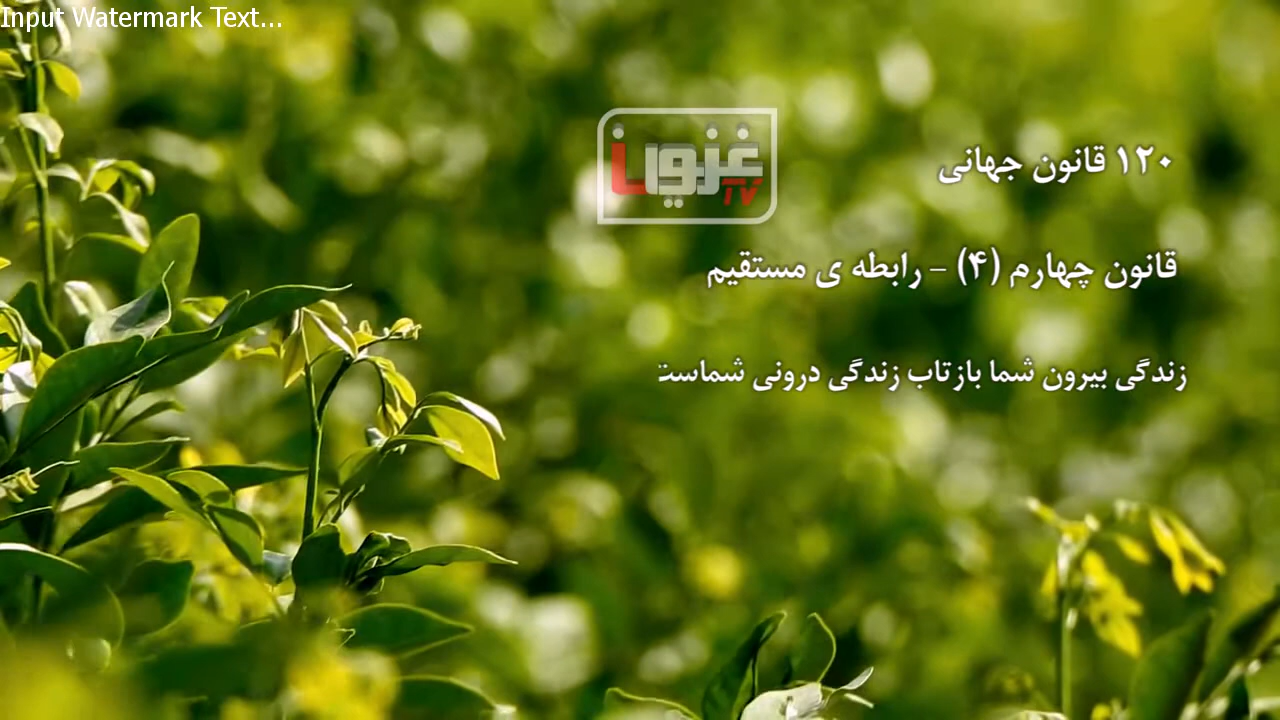 Input Watermark Text...
غزوان
TV
۱۲۰ قانون جهانی
قانون چهارم (۴) – رابطه ی مستقیم
زندگی بیرون شما بازتاب زندگی درونی شماست